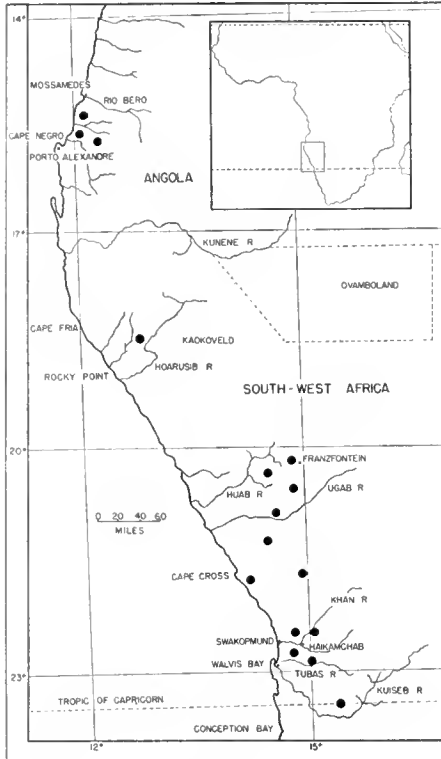 14°
MOSSAMEDES
RIO BERO
CAPE NEGRO
PORTO ALEXANDRE
ANGOLA
17°
KUNENE R
OVAMBOLAND
CAPE FRIA
KAOKOVELD
ROCKY POINT
HOARUSIB R
SOUTH-WEST AFRICA
20°
FRANZFONTEIN
HUAB R
UGAB R
0 20 40 60
MILES
CAPE CROSS
KHAN R
SWAKOPMUND
HAIKAMCHAB
WALVIS BAY
TUBAS R
23°
KUISEB R
TROPIC OF CAPRICORN
CONCEPTION BAY
12°
15°